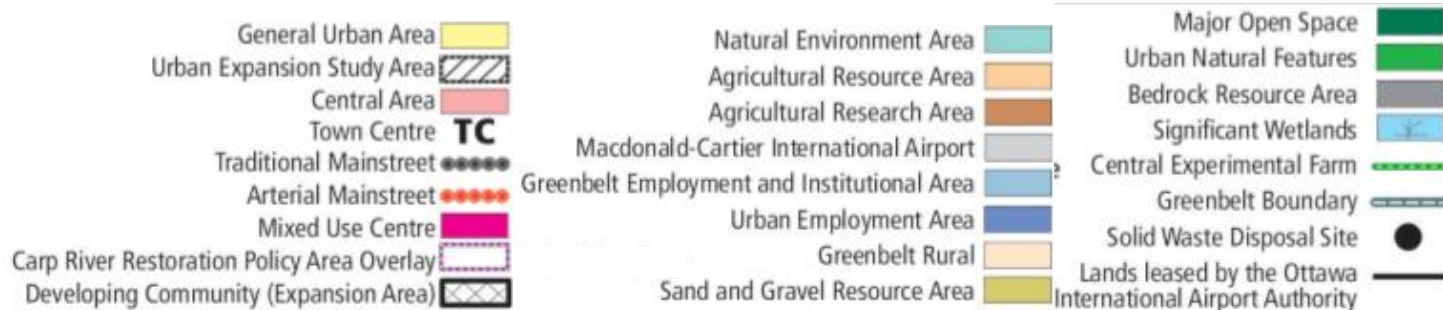 General Urban Area
Urban Expansion Study Area
Central Area
Town Centre TC
Traditional Mainstreet
Arterial Mainstreet
Mixed Use Centre
Carp River Restoration Policy Area Overlay
Developing Community (Expansion Area)
Natural Environment Area
Agricultural Resource Area
Agricultural Research Area
Macdonald-Cartier International Airport
Greenbelt Employment and Institutional Area
Urban Employment Area
Greenbelt Rural
Sand and Gravel Resource Area
Major Open Space
Urban Natural Features
Bedrock Resource Area
Significant Wetlands
Central Experimental Farm
Greenbelt Boundary
Solid Waste Disposal Site
Lands leased by the Ottawa
International Airport Authority